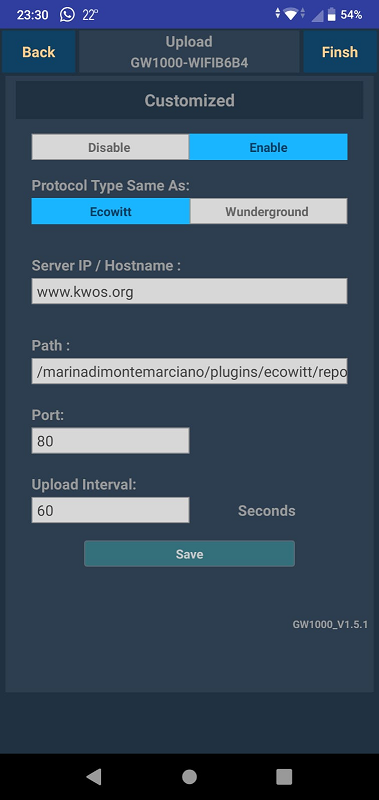 23:30 22° 54%
Back Upload Finsh
GW1000-WIFIB6B4
Customized
Disable Enable
Protocol Type Same As:
Ecowitt Wunderground
Server IP / Hostname :
www.kwos.org
Path :
/marinadimontemarciano/plugins/ecowitt/repo
Port:
80
Upload Interval:
60 Seconds
Save
GW1000_V1.5.1